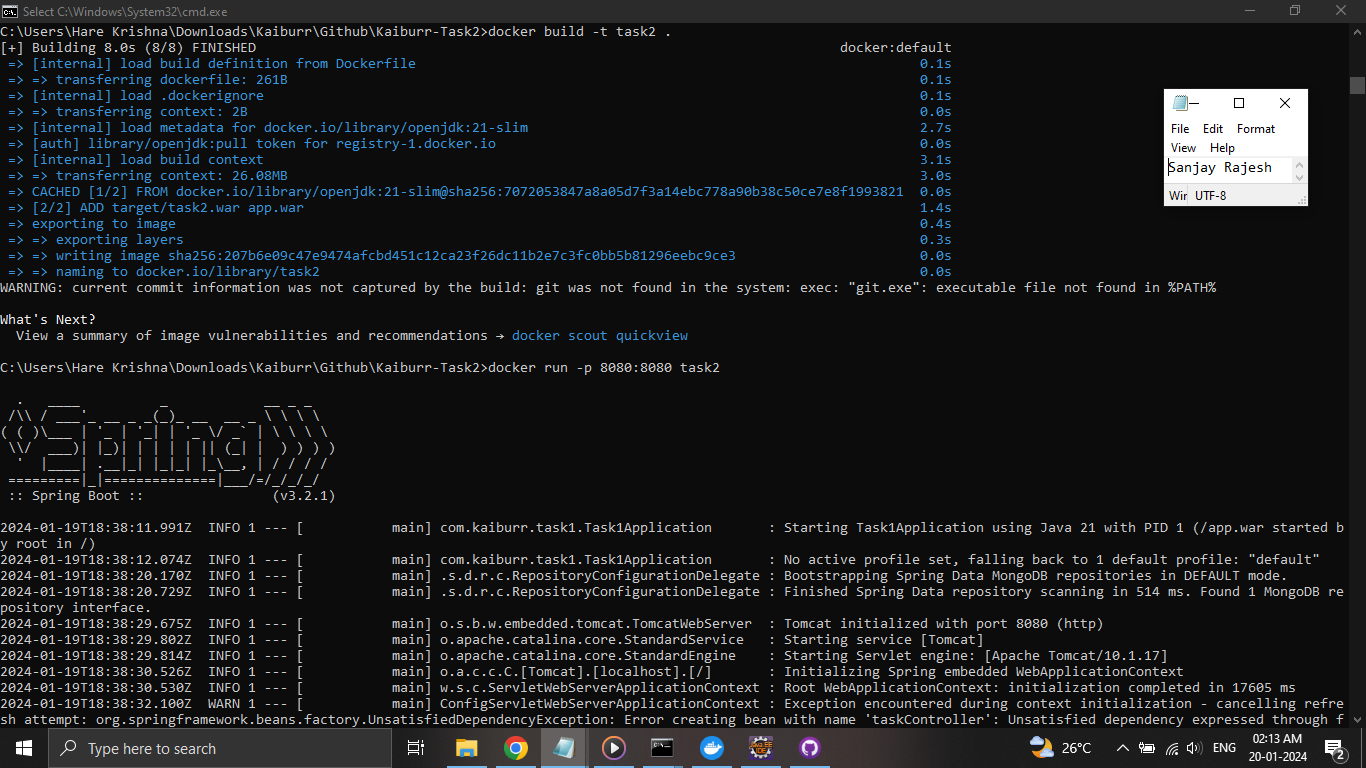 Select C:\Windows\System32\cmd.exe
C:\Users\Hare Krishna\Downloads\Kaiburr\Github\Kaiburr-Task2>docker build -t task2 .
[+] Building 8.0s (8/8) FINISHED docker:default
=> [internal] load build definition from Dockerfile 0.1s
=> => transferring dockerfile: 261B 0.0s
=> [internal] load .dockerignore 0.1s
=> => transferring context: 2B 0.0s
=> [internal] load metadata for docker.io/library/openjdk:21-slim 2.7s
=> [auth] library/openjdk:pull token for registry-1.docker.io 0.0s
=> [internal] load build context 3.1s
=> => transferring context: 26.08MB 3.0s
=> CACHED [1/2] FROM docker.io/library/openjdk:21-slim@sha256:7072053847a8a05d7f3a14ebc778a90b38c50ce7e8f1993821 0.0s
=> [2/2] ADD target/task2.war app.war 1.4s
=> exporting to image 0.4s
=> => exporting layers 0.3s
=> => writing image sha256:207b6e09c47e9474afcbd451c12ca23f26dc11b2e7c3fc0bb5b81296eebc9ce3 0.0s
=> => naming to docker.io/library/task2 0.0s
WARNING: current commit information was not captured by the build: git was not found in the system: exec: "git.exe": executable file not found in %PATH%
What's Next?
View a summary of image vulnerabilities and recommendations → docker scout quickview
C:\Users\Hare Krishna\Downloads\Kaiburr\Github\Kaiburr-Task2>docker run -p 8080:8080 task2
Spring
:: Spring Boot :: (v3.2.1)
2024-01-19T18:38:11.991Z INFO 1 --- [ main] com.kaiburr.task1.Task1Application : Starting Task1Application using Java 21 with PID 1 (/app.war started b
y root in /)
2024-01-19T18:38:12.074Z INFO 1 --- [ main] com.kaiburr.task1.Task1Application : No active profile set, falling back to 1 default profile: "default"
2024-01-19T18:38:20.170Z INFO 1 --- [ main] .s.d.r.c.RepositoryConfigurationDelegate : Bootstrapping Spring Data MongoDB repositories in DEFAULT mode.
2024-01-19T18:38:20.729Z INFO 1 --- [ main] .s.d.r.c.RepositoryConfigurationDelegate : Finished Spring Data repository scanning in 514 ms. Found 1 MongoDB re
pository interface.
2024-01-19T18:38:29.675Z INFO 1 --- [ main] o.s.b.w.embedded.tomcat.TomcatWebServer : Tomcat initialized with port 8080 (http)
2024-01-19T18:38:29.802Z INFO 1 --- [ main] o.apache.catalina.core.StandardService : Starting service [Tomcat]
2024-01-19T18:38:29.814Z INFO 1 --- [ main] o.apache.catalina.core.StandardEngine : Starting Servlet engine: [Apache Tomcat/10.1.17]
2024-01-19T18:38:30.526Z INFO 1 --- [ main] o.a.c.c.C.[Tomcat].[localhost].[/] : Initializing Spring embedded WebApplicationContext
2024-01-19T18:38:30.530Z INFO 1 --- [ main] w.s.c.ServletWebServerApplicationContext : Root WebApplicationContext: initialization completed in 17605 ms
2024-01-19T18:38:32.100Z WARN 1 --- [ main] ConfigServletWebServerApplicationContext : Exception encountered during context initialization - cancelling refre
sh attempt: org.springframework.beans.factory.UnsatisfiedDependencyException: Error creating bean with name 'taskController': Unsatisfied dependency expressed through f
File Edit Format
View Help
Sanjay Rajesh
Wir UTF-8
Type here to search
26°C
ENG
02:13 AM
20-01-2024
2